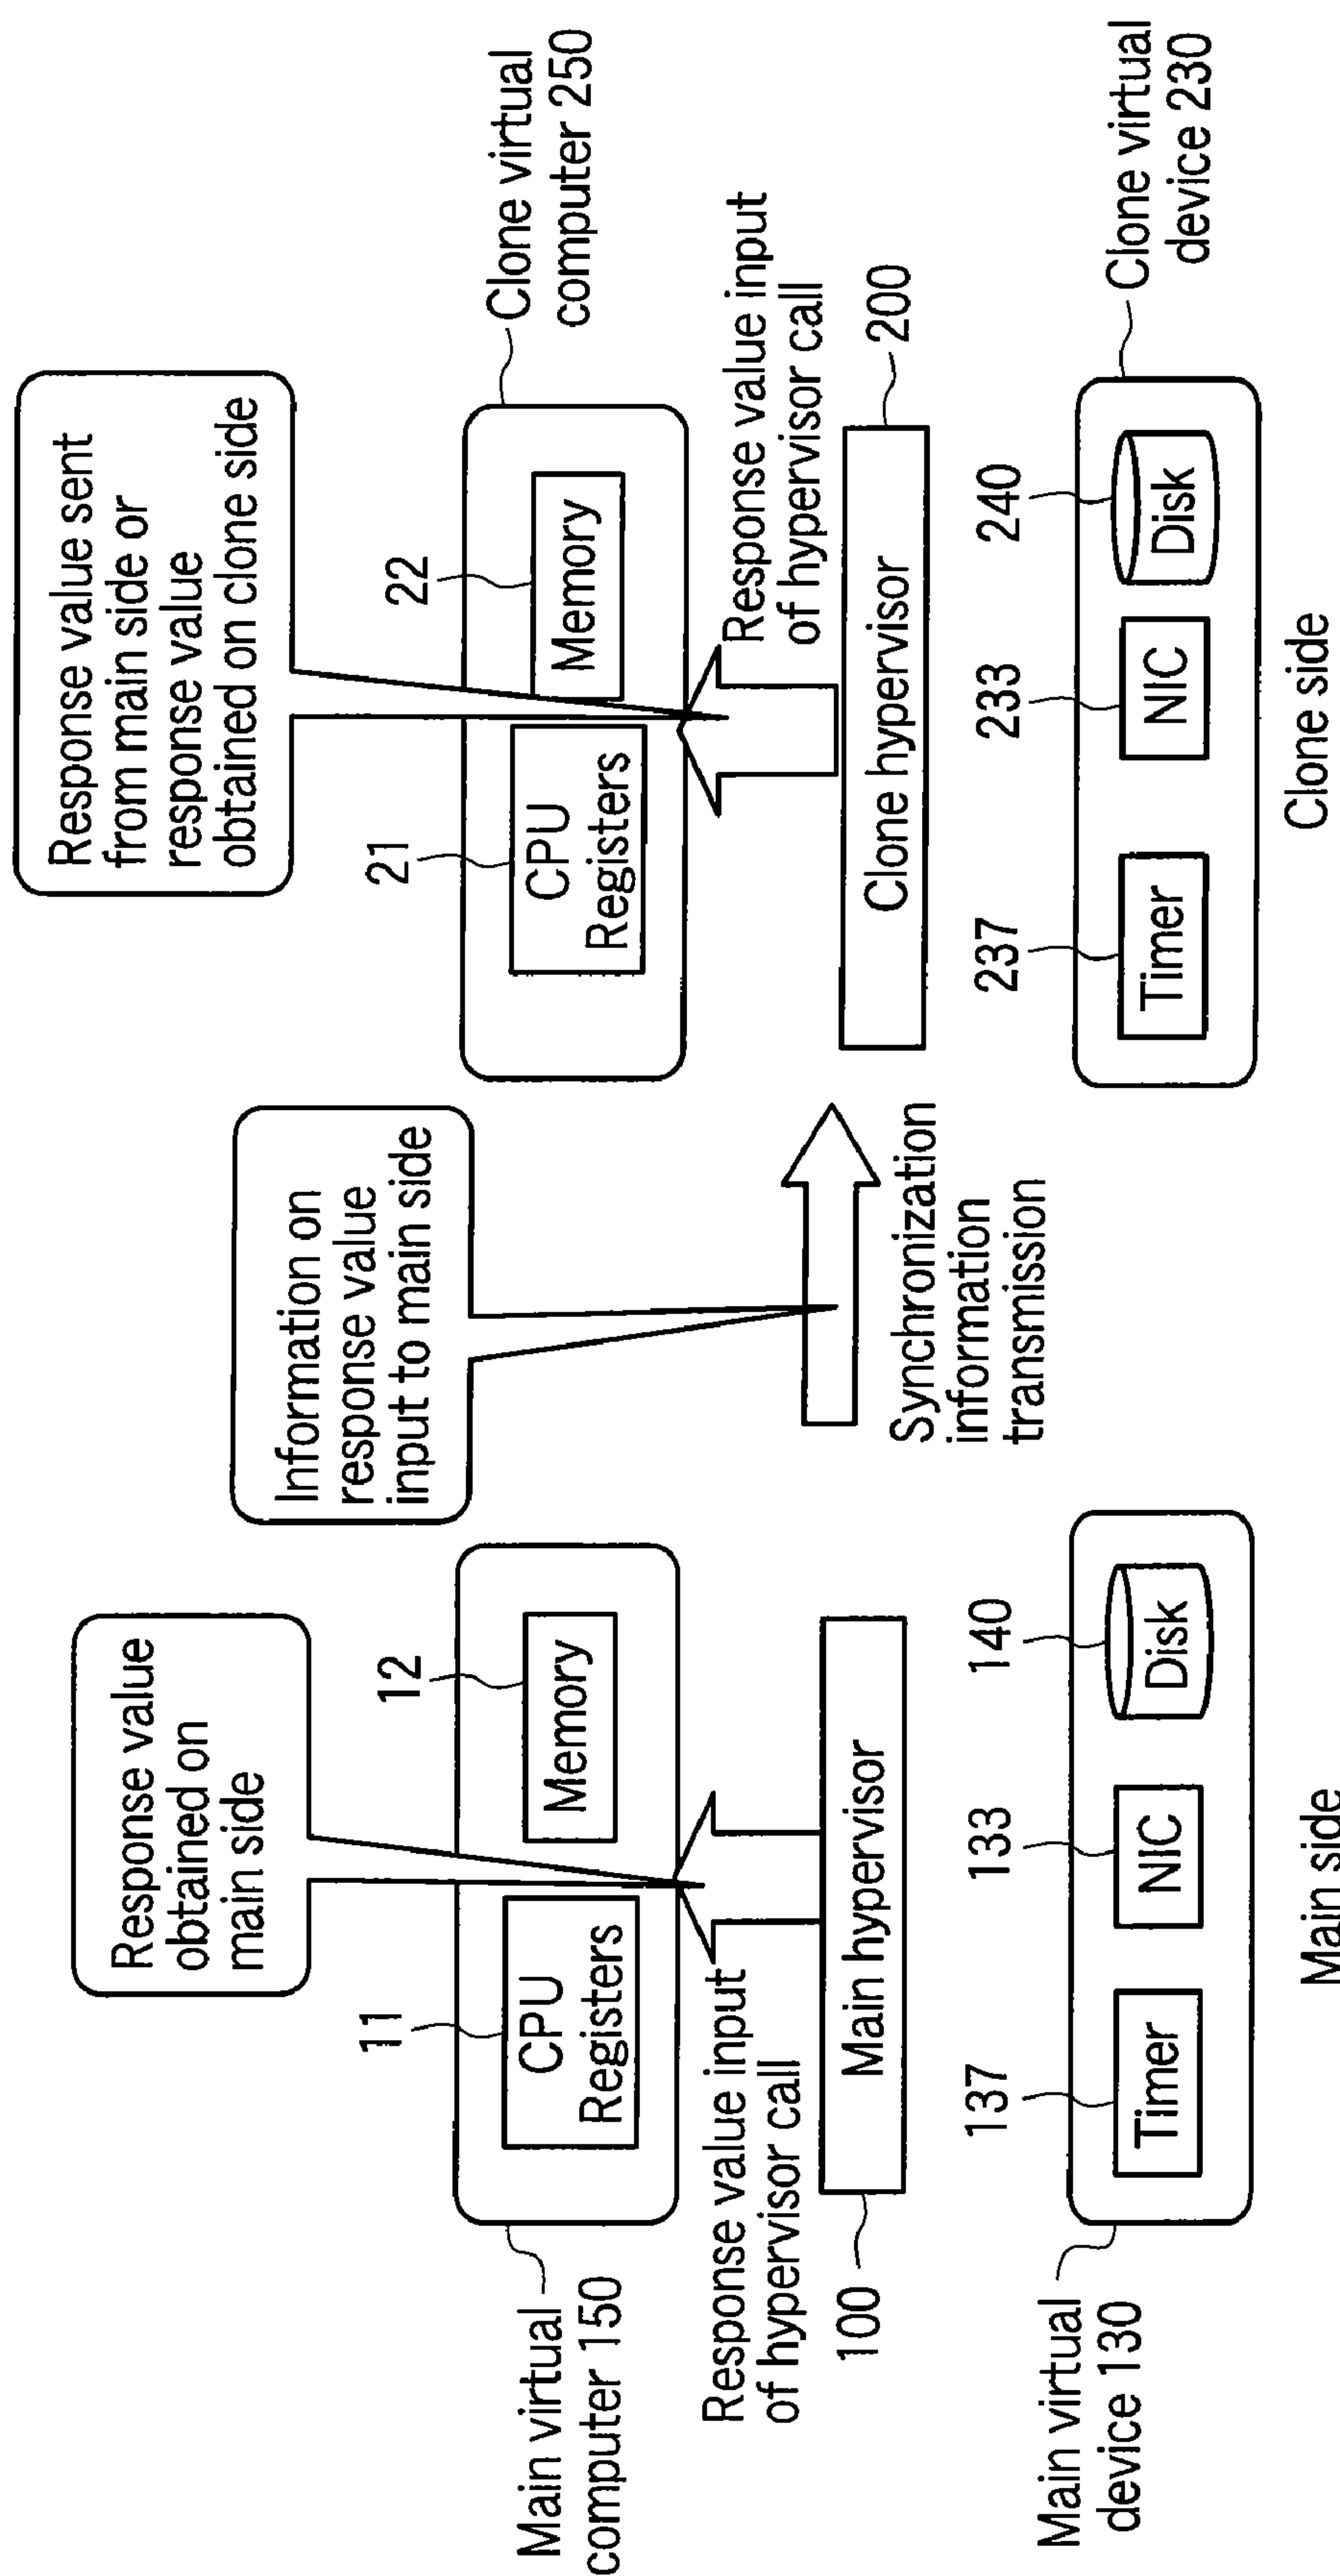 Response value
obtained on
main side
11
12
CPU
Registers
Memory
Main virtual
computer 150
Response value input
of hypervisor call
Main hypervisor
100
137
133
140
Timer
NIC
Disk
Main virtual
device 130
Main side
Information on
response value
input to main side
Synchronization
information
transmission
Response value sent
from main side or
response value
obtained on clone side
21
22
CPU
Registers
Memory
Clone virtual
computer 250
Response value input
of hypervisor call
Clone hypervisor
200
237
233
240
Timer
NIC
Disk
Clone virtual
device 230
Clone side